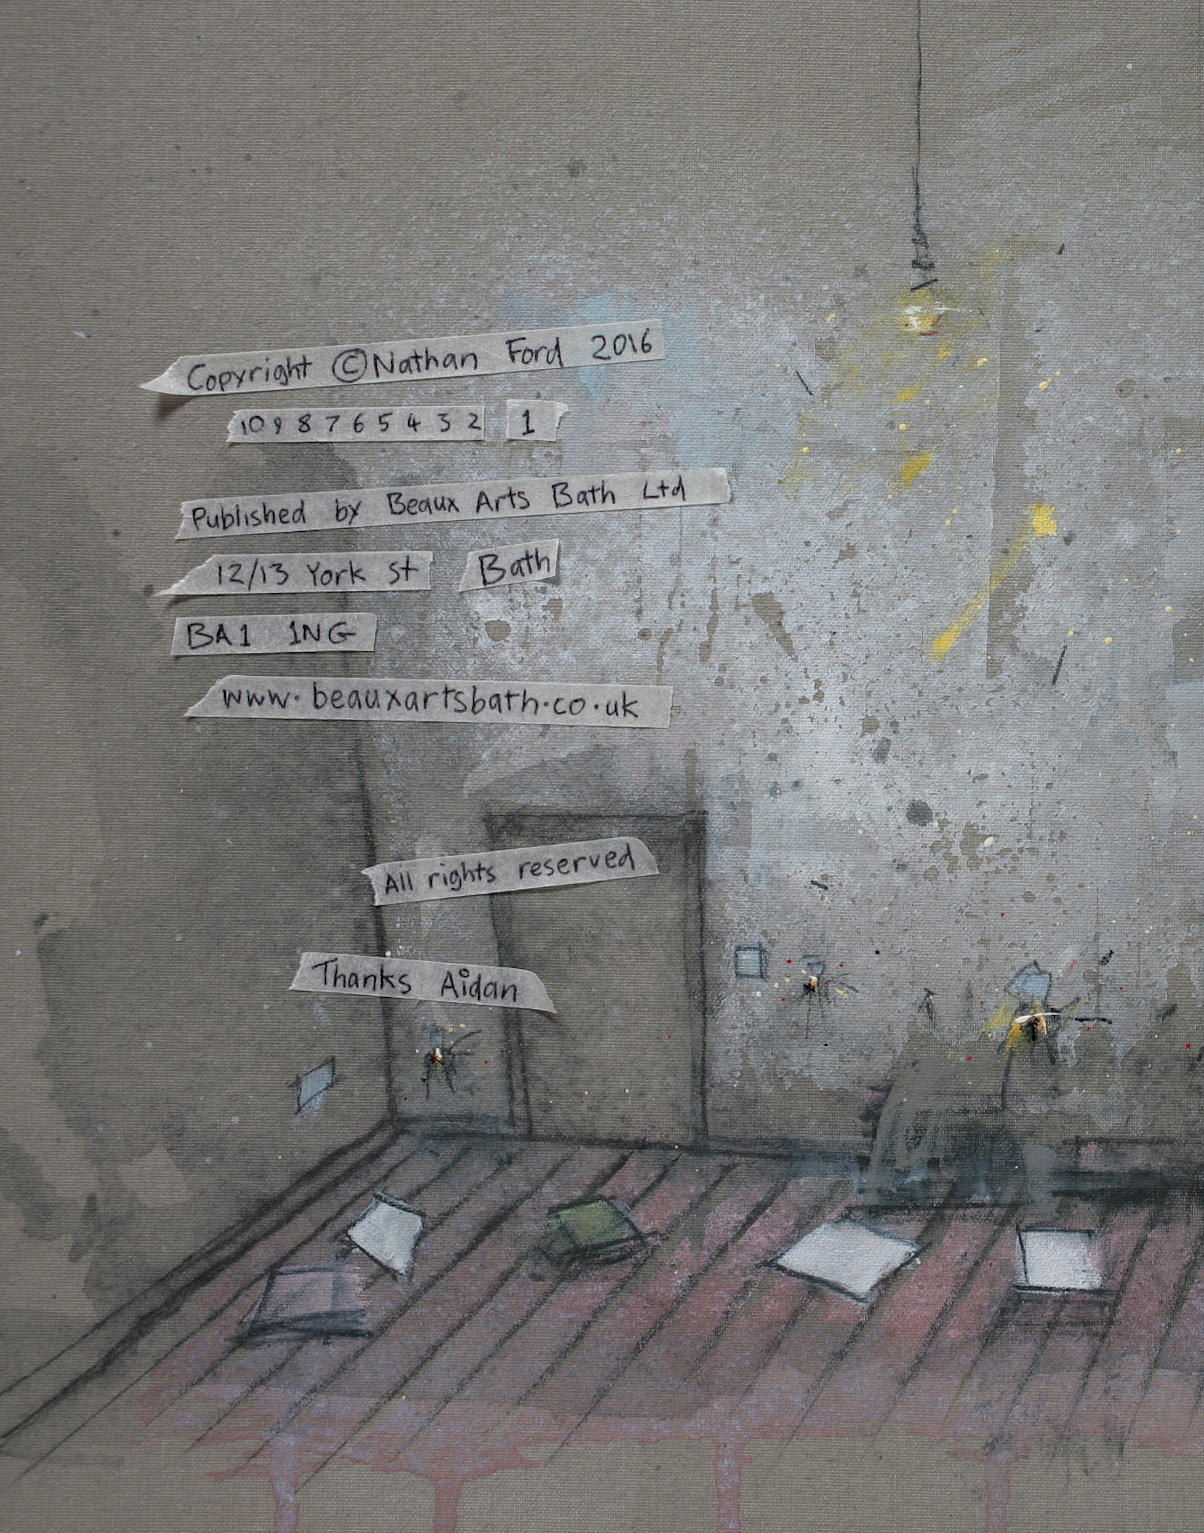 Copyright ©Nathan Ford 2016
10 9 8 7 6 5 4 3 2 1
Published by Beaux Arts Bath Ltd
12/13 York St Bath
BA1 1NG
www.beauxartsbath.co.uk
All rights reserved
Thanks Aidan